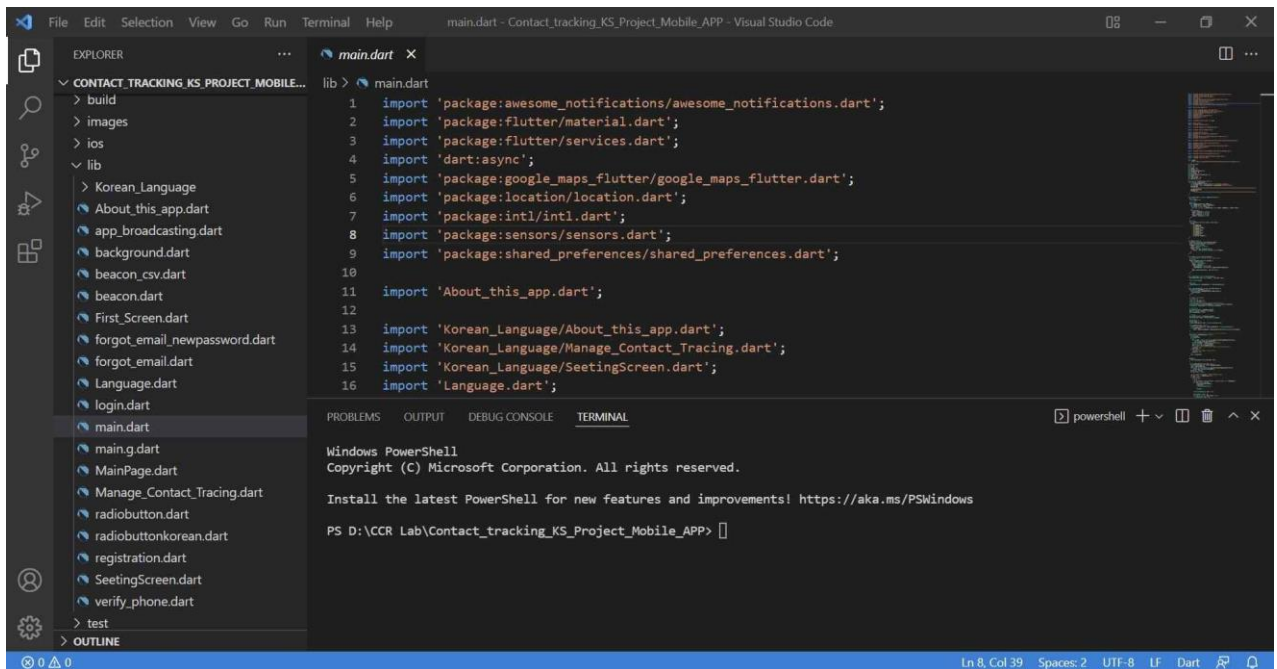 File Edit Selection View Go Run Terminal Help main.dart - Contact_tracking_KS_Project_Mobile_APP - Visual Studio Code
EXPLORER
CONTACT_TRACKING_KS_PROJECT_MOBILE...
build
images
ios
lib
Korean_Language
About_this_app.dart
app_broadcasting.dart
background.dart
beacon_csv.dart
beacon.dart
First_Screen.dart
forgot_email_newpassword.dart
forgot_email.dart
Language.dart
login.dart
main.dart
main.g.dart
MainPage.dart
Manage_Contact_Tracing.dart
radiobutton.dart
radiobuttonkorean.dart
registration.dart
SeetingScreen.dart
verify_phone.dart
test
OUTLINE
main.dart
lib > main.dart
1 import 'package:awesome_notifications/awesome_notifications.dart';
2 import 'package:flutter/material.dart';
3 import 'package:flutter/services.dart';
4 import 'dart:async';
5 import 'package:google_maps_flutter/google_maps_flutter.dart';
6 import 'package:location/location.dart';
7 import 'package:intl/intl.dart';
8 import 'package:sensors/sensors.dart';
9 import 'package:shared_preferences/shared_preferences.dart';
10
11 import 'About_this_app.dart';
12
13 import 'Korean_Language/About_this_app.dart';
14 import 'Korean_Language/Manage_Contact_Tracing.dart';
15 import 'Korean_Language/SeetingScreen.dart';
16 import 'Language.dart';
PROBLEMS OUTPUT DEBUG CONSOLE TERMINAL powershell
Windows PowerShell
Copyright (C) Microsoft Corporation. All rights reserved.
Install the latest PowerShell for new features and improvements! https://aka.ms/PSWindows
PS D:\CCR Lab\Contact_tracking_KS_Project_Mobile_APP>
0 0 Ln 8, Col 39 Spaces: 2 UTF-8 LF Dart